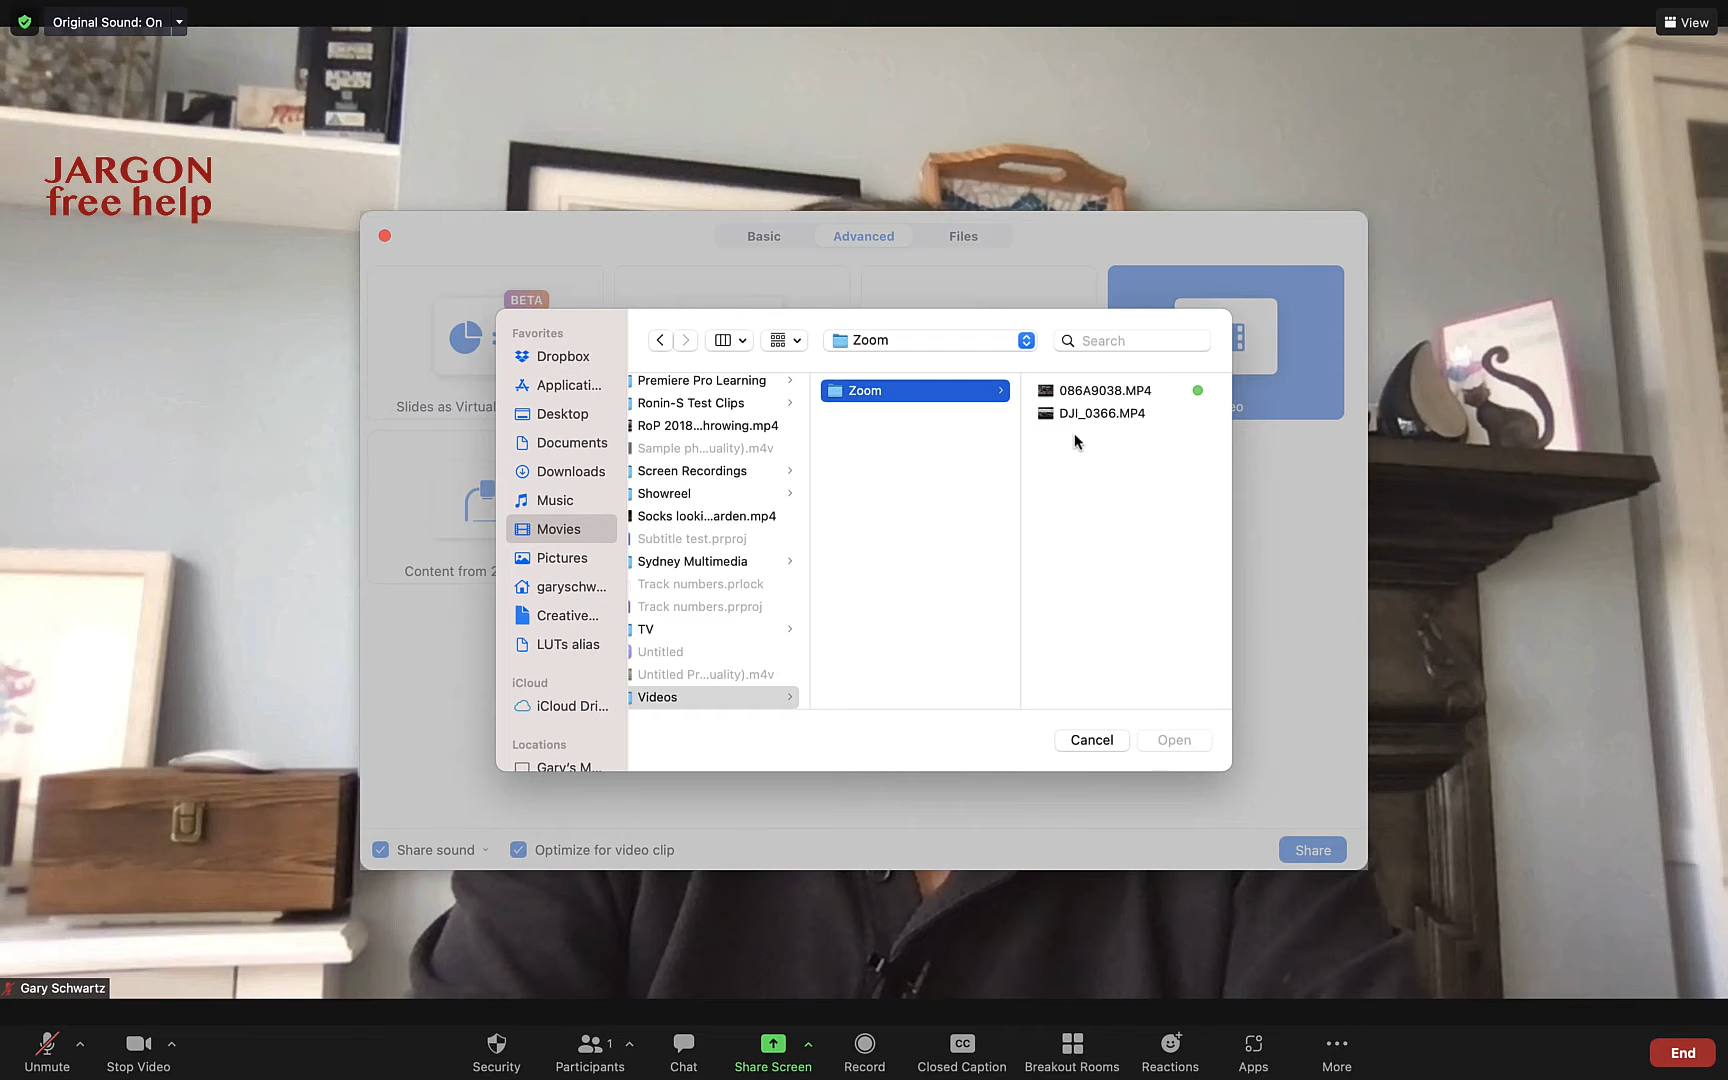 Original Sound: On
View
JARGON
free help
Basic
Advanced
Files
BETA
Slides as Virtual
eo
Content from 2
Favorites
Dropbox
Applicati...
Desktop
Documents
Downloads
Music
Movies
Pictures
garyschw...
Creative...
LUTs alias
iCloud
iCloud Dri...
Locations
Gary's M...
Zoom
Search
Premiere Pro Learning
Ronin-S Test Clips
RoP 2018...hrowing.mp4
Sample ph...uality).m4v
Screen Recordings
Showreel
Socks looki...arden.mp4
Subtitle test.prproj
Sydney Multimedia
Track numbers.prlock
Track numbers.prproj
TV
Untitled
Untitled Pr...uality).m4v
Videos
Zoom
086A9038.MP4
DJI_0366.MP4
Cancel
Open
Share sound
Optimize for video clip
Share
Gary Schwartz
Unmute
Stop Video
Security
1
Participants
Chat
Share Screen
Record
CC
Closed Caption
Breakout Rooms
Reactions
Apps
More
End